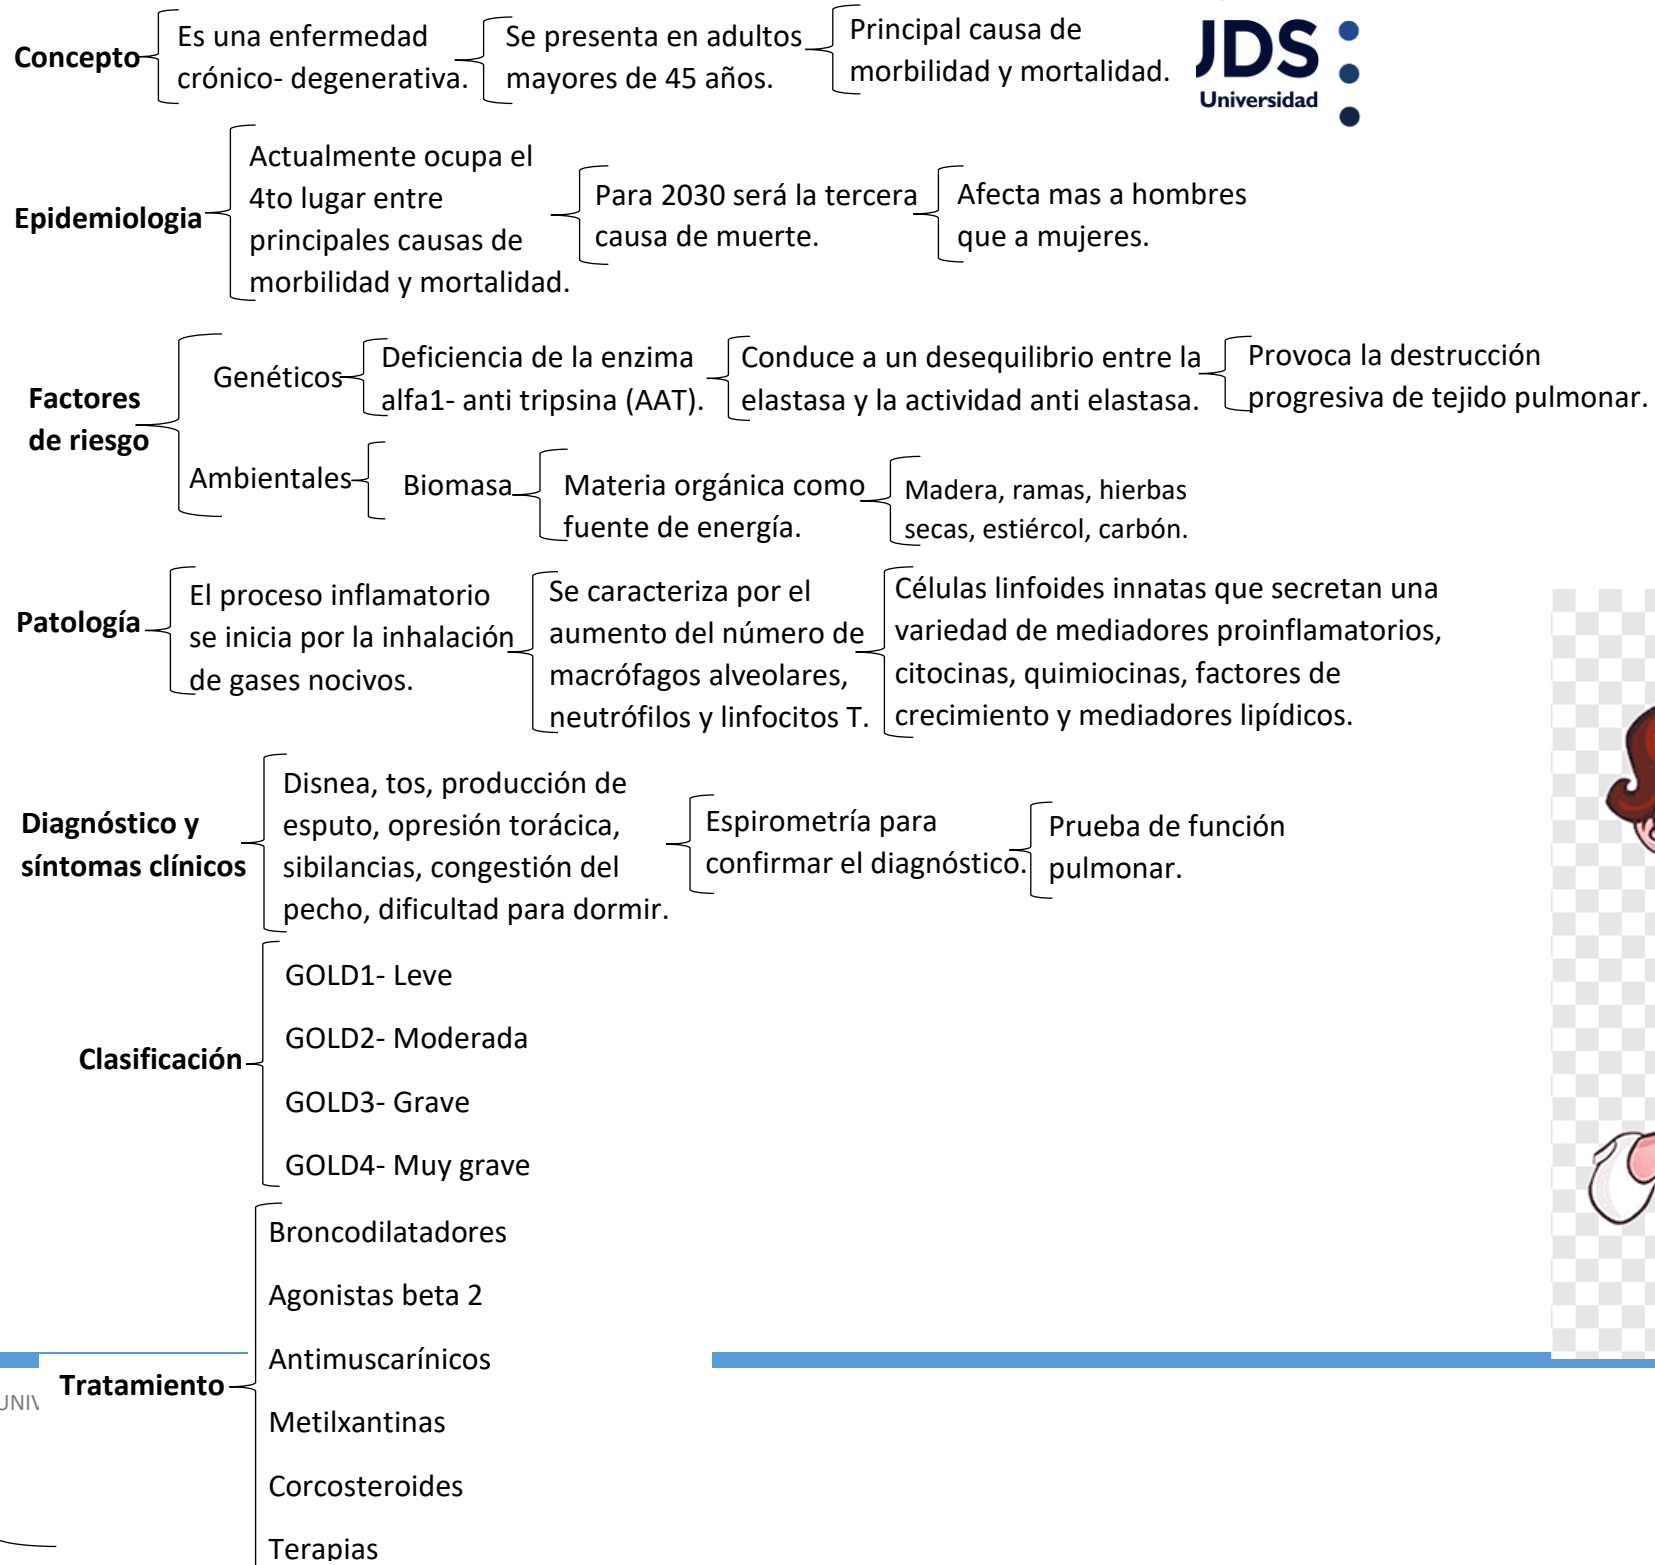 Concepto
Es una enfermedad
crónico- degenerativa.
Se presenta en adultos
mayores de 45 años.
Principal causa de
morbilidad y mortalidad.
UDS
Universidad
Epidemiologia
Actualmente ocupa el
4to lugar entre
principales causas de
morbilidad y mortalidad.
Para 2030 será la tercera
causa de muerte.
Afecta mas a hombres
que a mujeres.
Factores
de riesgo
Genéticos
Deficiencia de la enzima
alfa1- anti tripsina (AAT).
Conduce a un desequilibrio entre la
elastasa y la actividad anti elastasa.
Provoca la destrucción
progresiva de tejido pulmonar.
Ambientales
Biomasa
Materia orgánica como
fuente de energía.
Madera, ramas, hierbas
secas, estiércol, carbón.
Patología
El proceso inflamatorio
se inicia por la inhalación
de gases nocivos.
Se caracteriza por el
aumento del número de
macrófagos alveolares,
neutrófilos y linfocitos T.
Células linfoides innatas que secretan una
variedad de mediadores proinflamatorios,
citocinas, quimiocinas, factores de
crecimiento y mediadores lipídicos.
Diagnóstico y
síntomas clínicos
Disnea, tos, producción de
esputo, opresión torácica,
sibilancias, congestión del
pecho, dificultad para dormir.
Espirometría para
confirmar el diagnóstico.
Prueba de función
pulmonar.
Clasificación
GOLD1- Leve
GOLD2- Moderada
GOLD3- Grave
GOLD4- Muy grave
Tratamiento
Broncodilatadores
Agonistas beta 2
Antimuscarínicos
Metilxantinas
Corcosteroides
Terapias